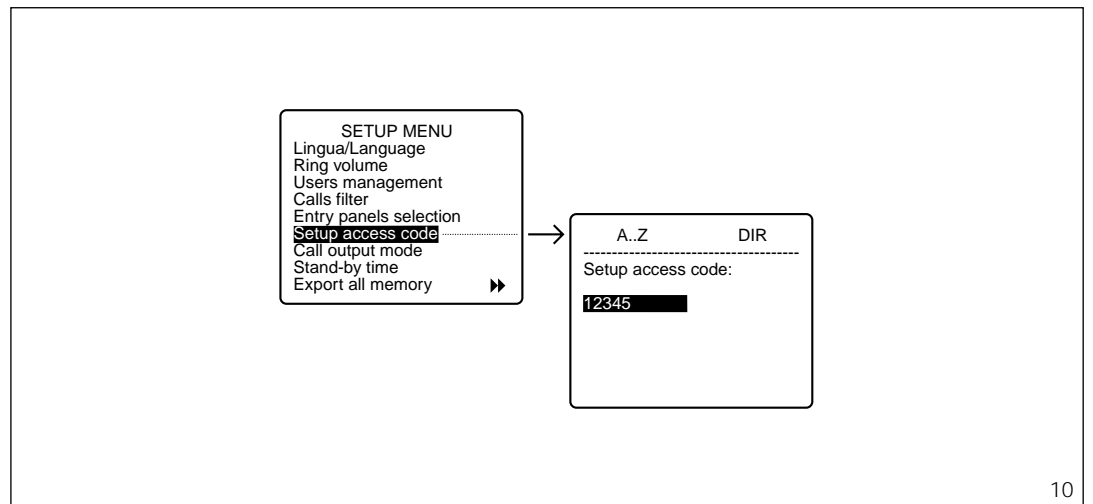 SETUP MENU
Lingua/Language
Ring volume
Users management
Calls filter
Entry panels selection
Setup access code
Call output mode
Stand-by time
Export all memory
A..Z DIR
Setup access code:
12345
10